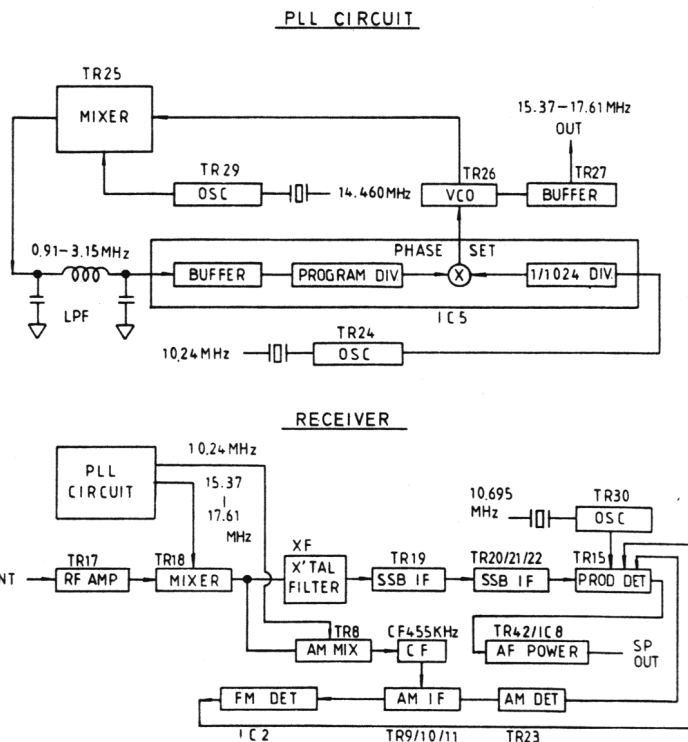 PLL CIRCUIT
TR25
MIXER
15.37-17.61MHz
OUT
TR29
OSC
14.460MHz
TR26
VCO
TR27
BUFFER
0.91-3.15MHz
PHASE SET
BUFFER
PROGRAM DIV.
X
1/1024 DIV.
LPF
IC5
TR24
10.24MHz
OSC
RECEIVER
PLL
CIRCUIT
10.24MHz
15.37
|
17.61
MHz
10.695
MHz
TR30
OSC
NT
TR17
RF AMP
TR18
MIXER
XF
X'TAL
FILTER
TR19
SSB IF
TR20/21/22
SSB IF
TR15
PROD DET
TR8
AM MIX
CF455KHz
CF
TR42/IC8
AF POWER
SP
OUT
FM DET
AM IF
AM DET
IC2
TR9/10/11
TR23